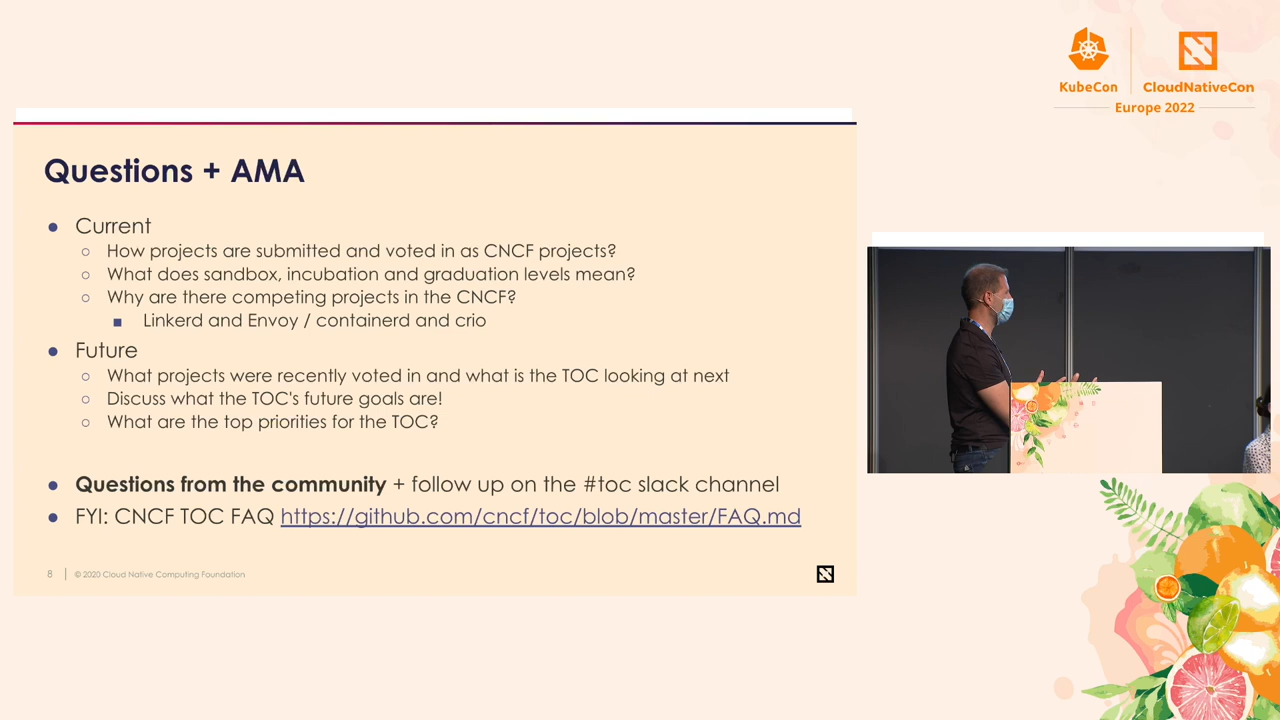 KubeCon
CloudNativeCon
Europe 2022
Questions + AMA
● Current
○ How projects are submitted and voted in as CNCF projects?
○ What does sandbox, incubation and graduation levels mean?
○ Why are there competing projects in the CNCF?
■ Linkerd and Envoy / containerd and crio
● Future
○ What projects were recently voted in and what is the TOC looking at next
○ Discuss what the TOC's future goals are!
○ What are the top priorities for the TOC?
● Questions from the community + follow up on the #toc slack channel
● FYI: CNCF TOC FAQ https://github.com/cncf/toc/blob/master/FAQ.md
8 | © 2020 Cloud Native Computing Foundation